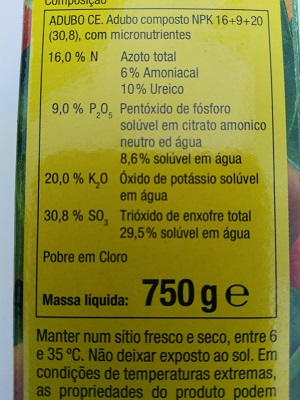 Composição
ADUBO CE. Adubo composto NPK 16+9+20
(30,8), com micronutrientes
16,0 % N Azoto total
6% Amoniacal
10% Ureico
9,0 % P2O5 Pentóxido de fósforo
solúvel em citrato amonico
neutro ed água
8,6% solúvel em água
20,0 % K2O Óxido de potássio solúvel
em água
30,8 % SO3 Trióxido de enxofre total
29,5% solúvel em água
Pobre em Cloro
Massa líquida: 750 g e
Manter num sítio fresco e seco, entre 6
e 35 ºC. Não deixar exposto ao sol. Em
condições de temperaturas extremas,
as propriedades do produto podem